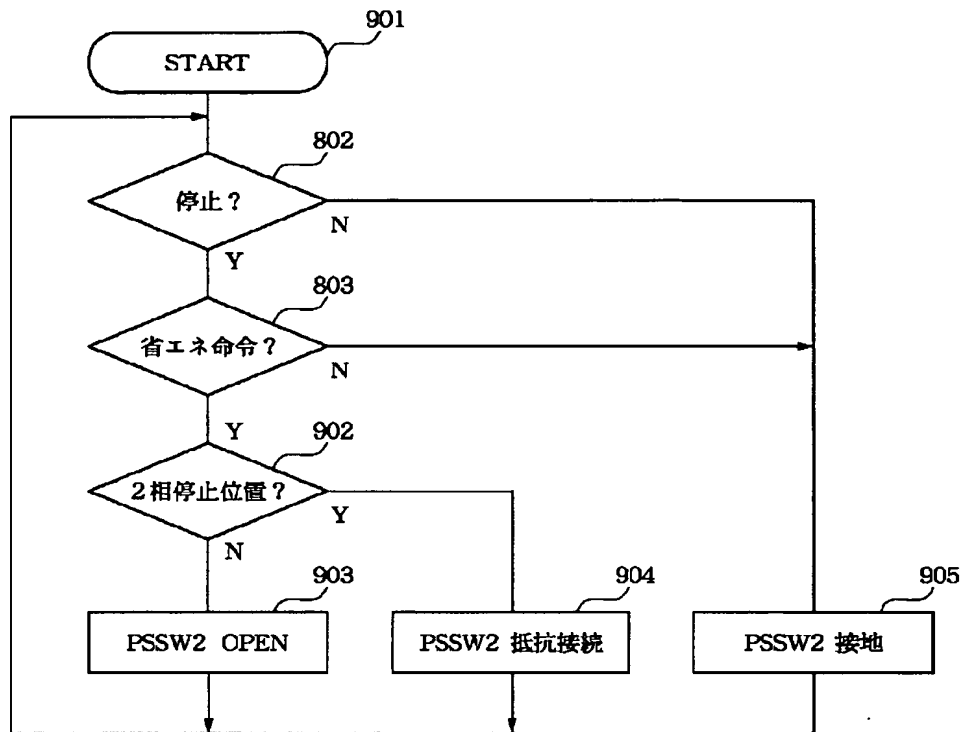 901
START
802
停止？
N
Y
803
省エネ命令？
N
Y
902
2相停止位置？
Y
N
903
904
905
PSSW2 OPEN
PSSW2 抵抗接続
PSSW2 接地